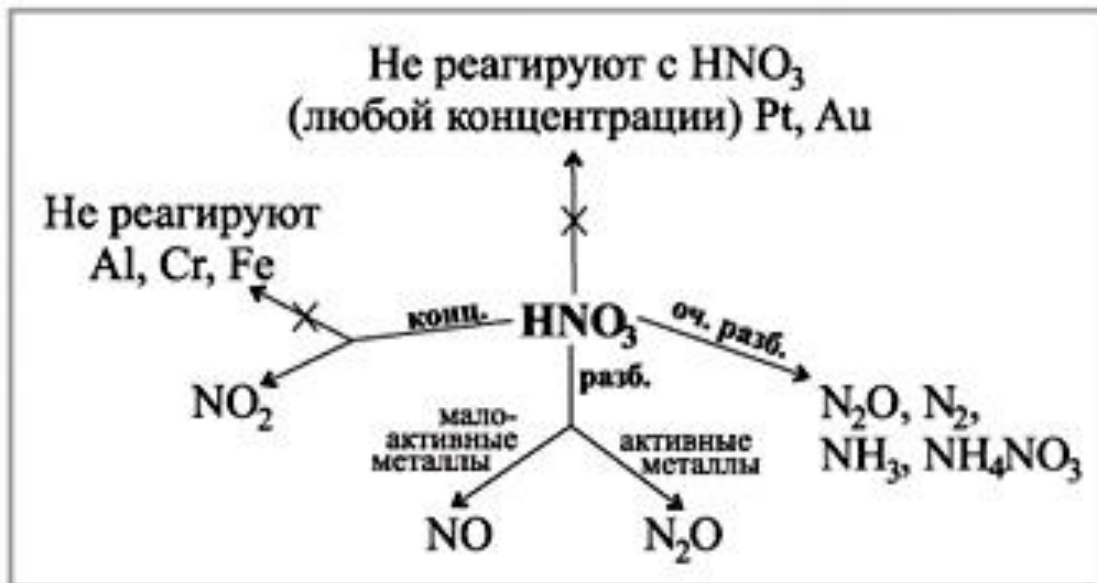 Не реагируют с HNO₃
(любой концентрации) Pt, Au
Не реагируют
Al, Cr, Fe
конц.
HNO₃
оч. разб.
разб.
NO₂
мало-
активные
металлы
активные
металлы
N₂O, N₂,
NH₃, NH₄NO₃
NO
N₂O